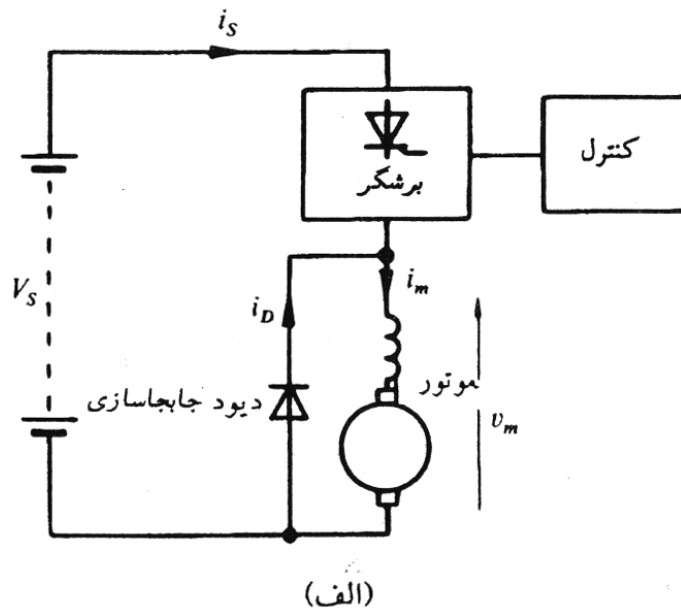 i_S
برشگر
کنترل
V_S
i_D
i_m
دیود جابجاسازی
موتور
v_m
(الف)